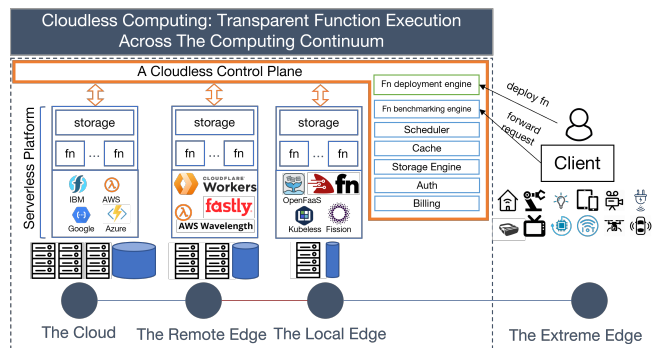 Cloudless Computing: Transparent Function Execution
Across The Computing Continuum
A Cloudless Control Plane
Fn deployment engine
Fn benchmarking engine
Scheduler
Cache
Storage Engine
Auth
Billing
deploy fn
forward
request
Client
Serverless Platform
storage
fn ... fn
IBM
AWS
Google
Azure
storage
fn ... fn
CLOUDFLARE
Workers
fastly
AWS Wavelength
storage
fn ... fn
fn
OpenFaaS
Kubeless
Fission
The Cloud
The Remote Edge
The Local Edge
The Extreme Edge